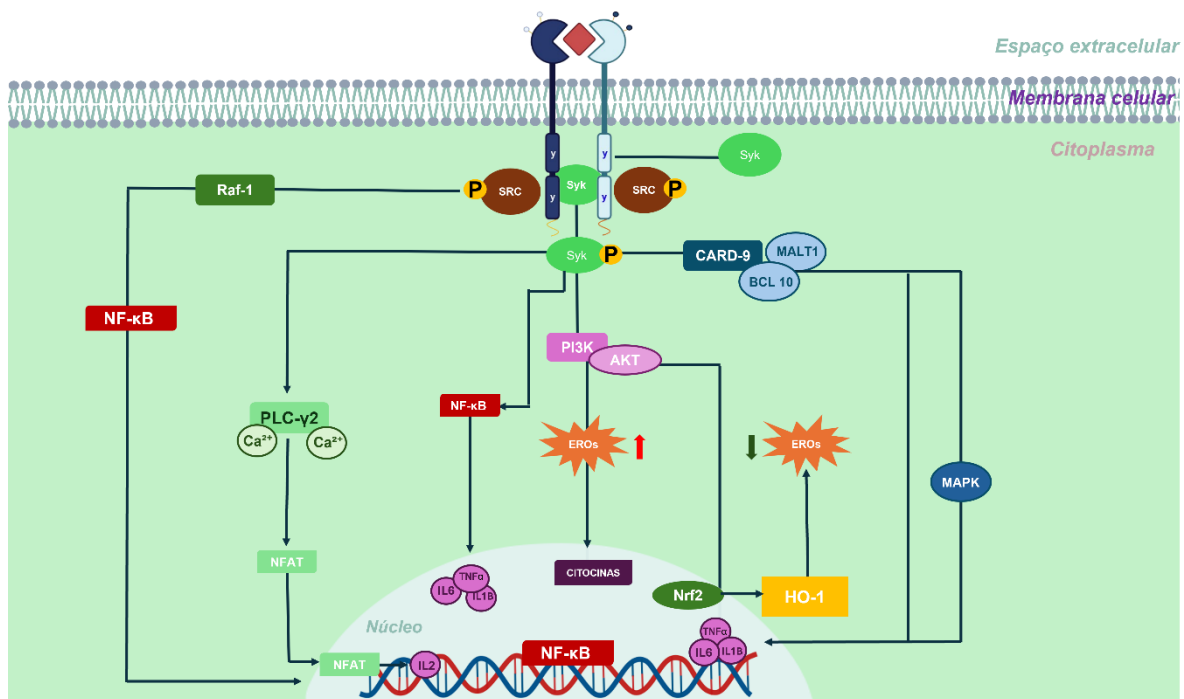 Espaço extracelular
Membrana celular
Citoplasma
y
y
Syk
Raf-1
P
SRC
Syk
SRC
P
y
y
Syk
P
CARD-9
MALT1
BCL 10
NF-κB
PI3K
AKT
NF-κB
PLC-γ2
Ca²⁺
Ca²⁺
EROs
EROs
MAPK
NFAT
TNFα
IL6
IL1B
CITOCINAS
Nrf2
HO-1
Núcleo
TNFα
IL6
IL1B
NFAT
IL2
NF-κB